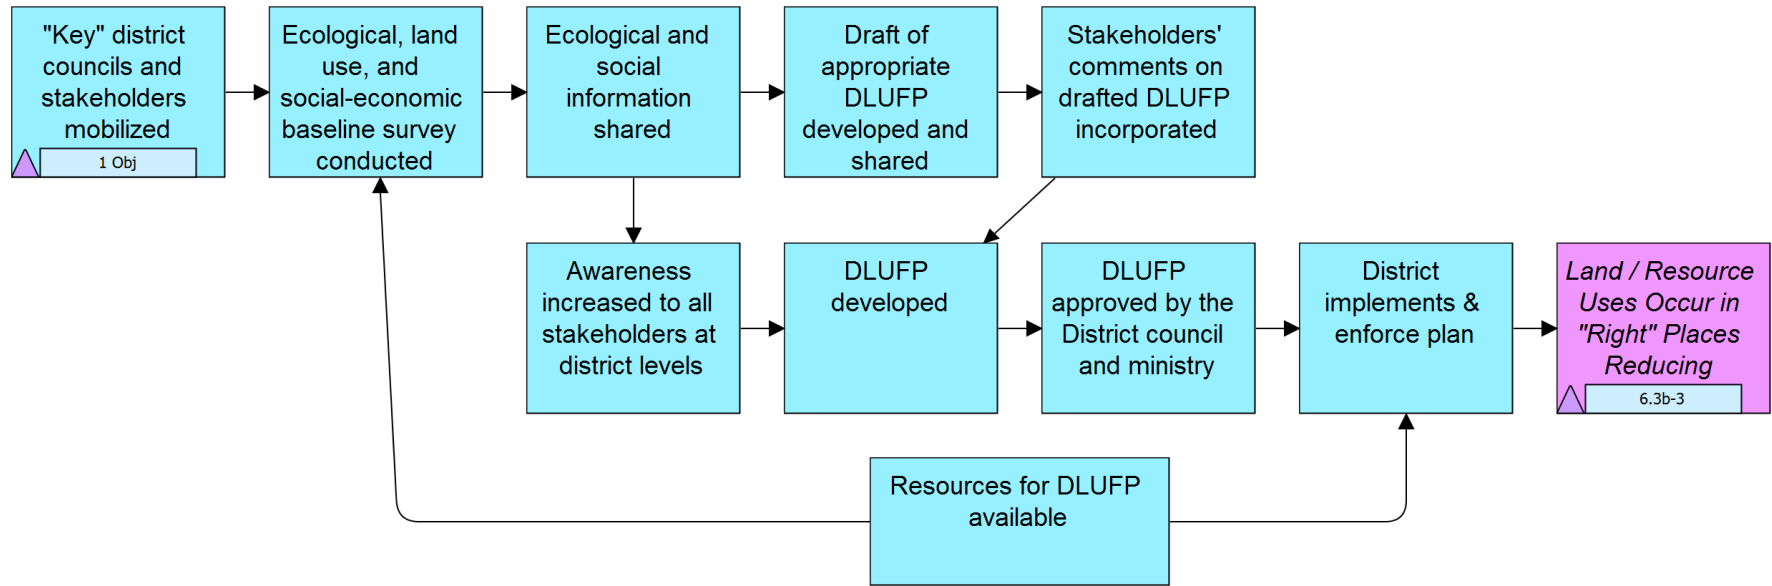 "Key" district
councils and
stakeholders
mobilized
1 Obj
Ecological, land
use, and
social-economic
baseline survey
conducted
Ecological and
social
information
shared
Draft of
appropriate
DLUFP
developed and
shared
Stakeholders'
comments on
drafted DLUFP
incorporated
Awareness
increased to all
stakeholders at
district levels
DLUFP
developed
DLUFP
approved by the
District council
and ministry
District
implements &
enforce plan
Land / Resource
Uses Occur in
"Right" Places
Reducing
6.3b-3
Resources for DLUFP
available